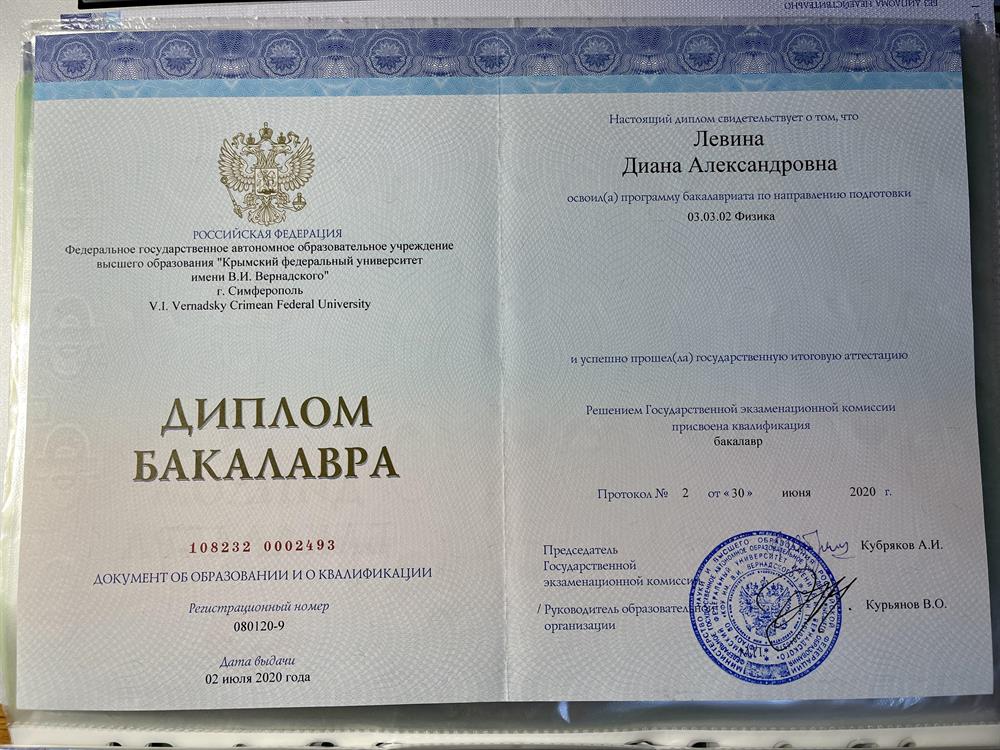 БЕЗ ДИПЛОМА НЕДЕЙСТВИТЕЛЬНО
РОССИЙСКАЯ ФЕДЕРАЦИЯ
Федеральное государственное автономное образовательное учреждение
высшего образования "Крымский федеральный университет
имени В.И. Вернадского"
г. Симферополь
V.I. Vernadsky Crimean Federal University
ДИПЛОМ
БАКАЛАВРА
108232 0002493
ДОКУМЕНТ ОБ ОБРАЗОВАНИИ И О КВАЛИФИКАЦИИ
Регистрационный номер
080120-9
Дата выдачи
02 июля 2020 года
Настоящий диплом свидетельствует о том, что
Левина
Диана Александровна
освоил(а) программу бакалавриата по направлению подготовки
03.03.02 Физика
и успешно прошел(ла) государственную итоговую аттестацию
Решением Государственной экзаменационной комиссии
присвоена квалификация
бакалавр
Протокол № 2 от « 30 » июня 2020 г.
Председатель
Государственной
экзаменационной комиссии
Кубряков А.И.
/ Руководитель образовательной
организации
Курьянов В.О.